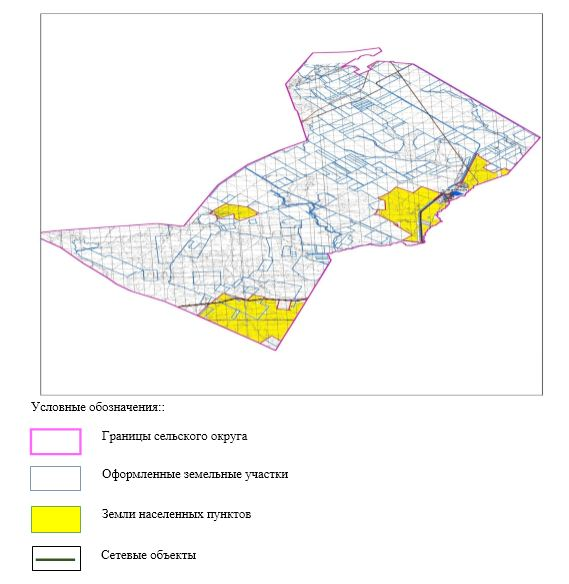 Условные обозначения::
Границы сельского округа
Оформленные земельные участки
Земли населенных пунктов
Сетевые объекты